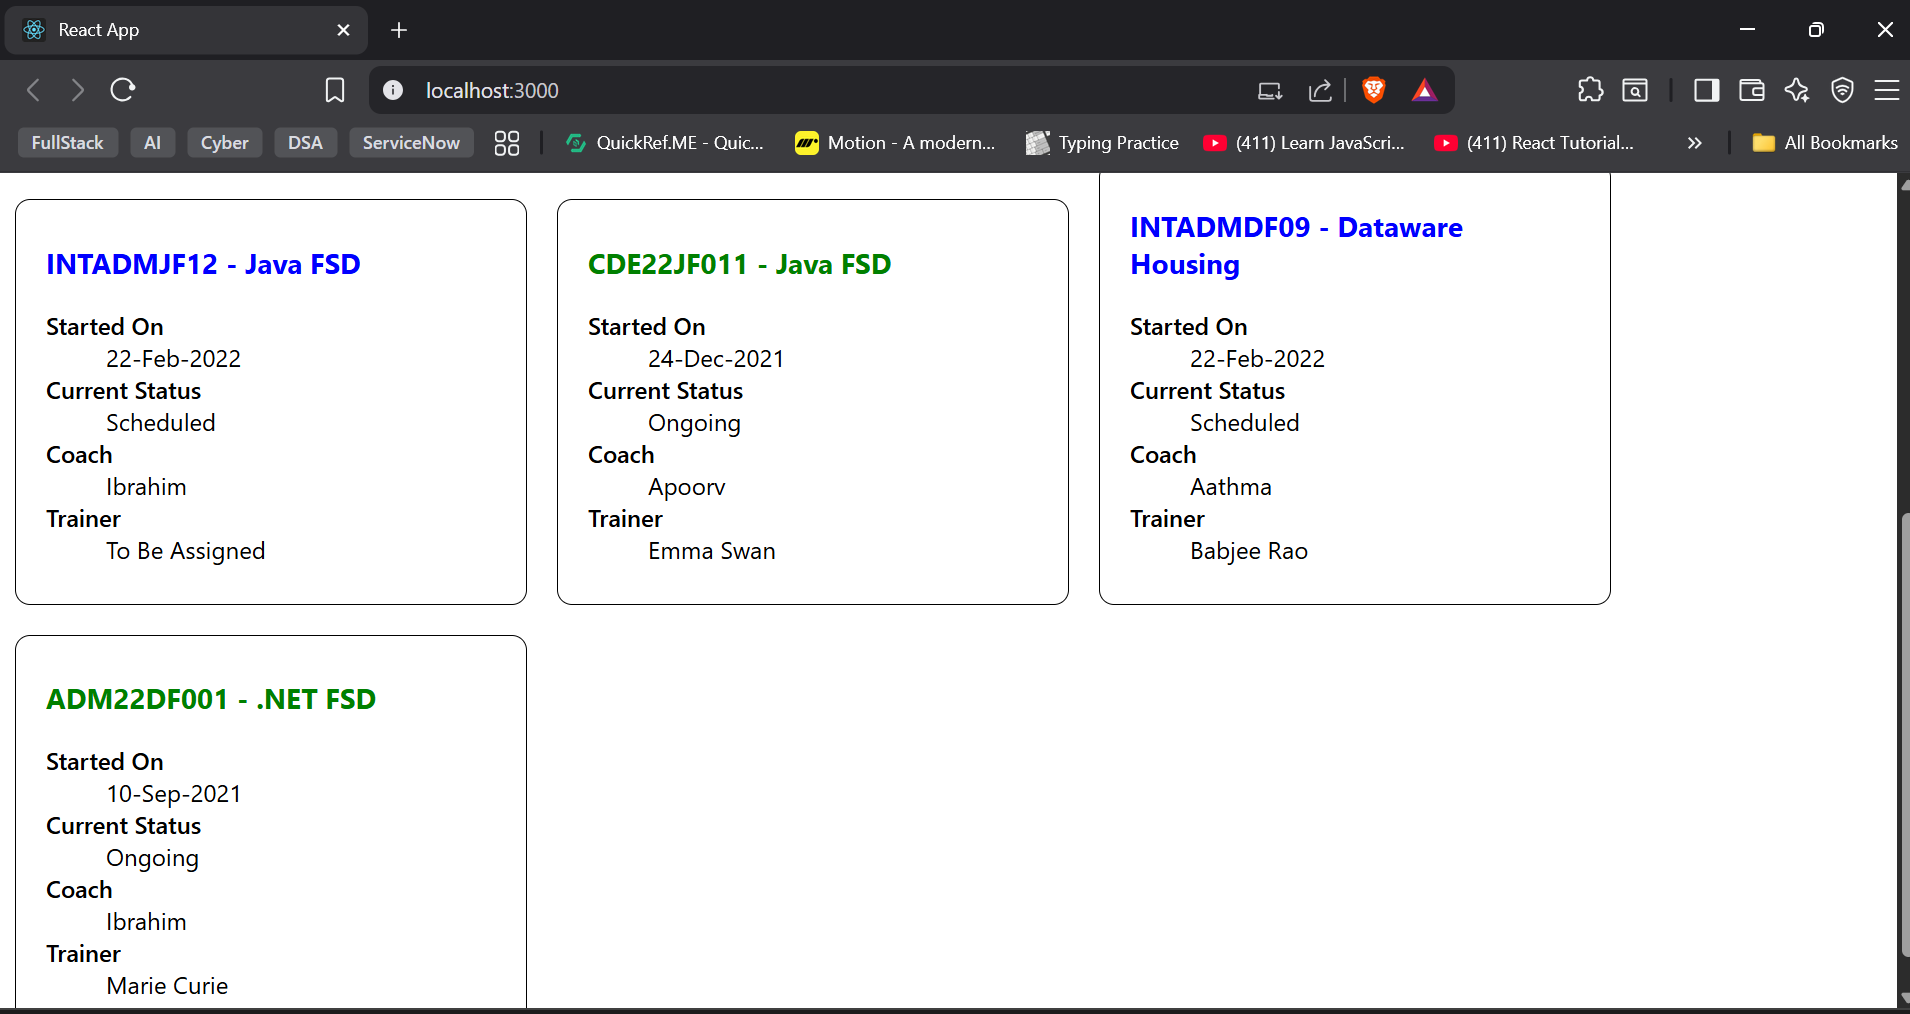 React App
localhost:3000
FullStack AI Cyber DSA ServiceNow QuickRef.ME - Quic... Motion - A modern... Typing Practice (411) Learn JavaScri... (411) React Tutorial... » All Bookmarks
INTADMJF12 - Java FSD
Started On
22-Feb-2022
Current Status
Scheduled
Coach
Ibrahim
Trainer
To Be Assigned
CDE22JF011 - Java FSD
Started On
24-Dec-2021
Current Status
Ongoing
Coach
Apoorv
Trainer
Emma Swan
INTADMDF09 - Dataware
Housing
Started On
22-Feb-2022
Current Status
Scheduled
Coach
Aathma
Trainer
Babjee Rao
ADM22DF001 - .NET FSD
Started On
10-Sep-2021
Current Status
Ongoing
Coach
Ibrahim
Trainer
Marie Curie